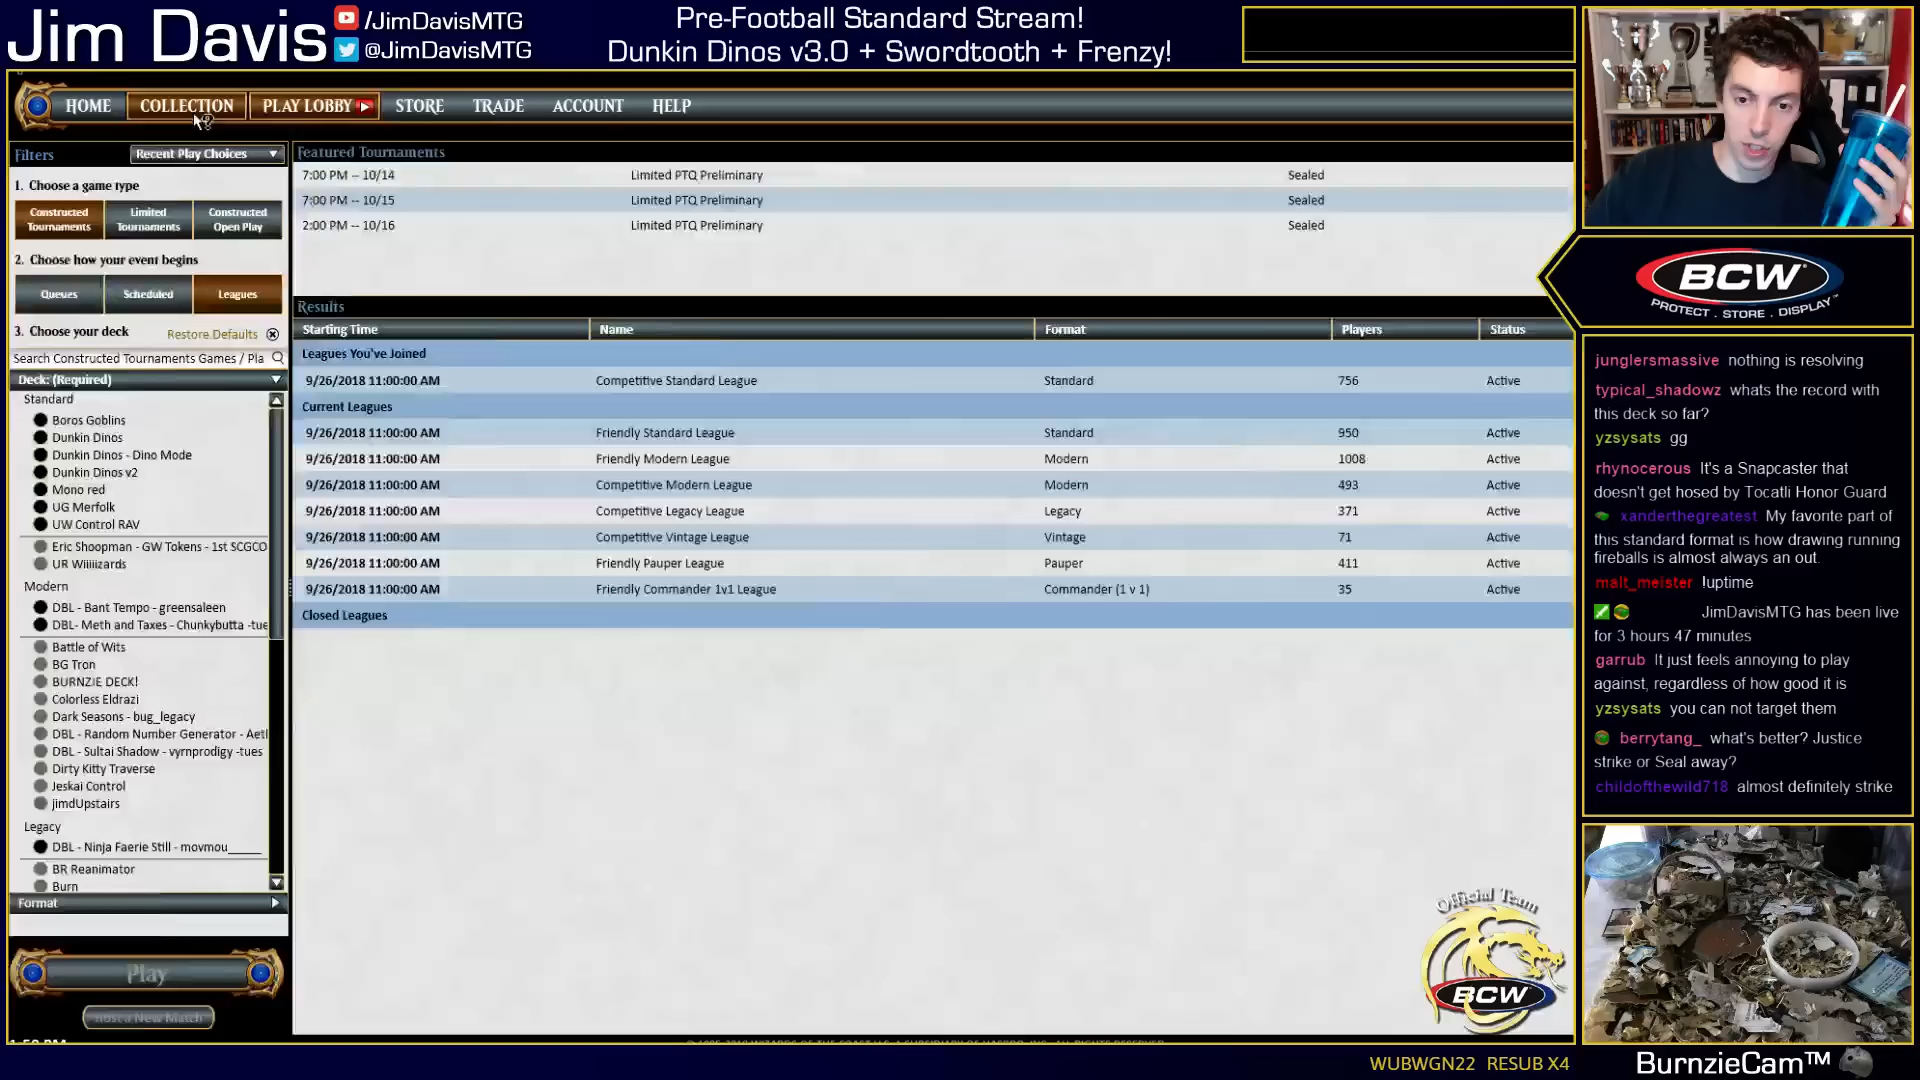 Jim Davis
/JimDavisMTG
@JimDavisMTG
Pre-Football Standard Stream!
Dunkin Dinos v3.0 + Swordtooth + Frenzy!
HOME COLLECTION PLAY LOBBY STORE TRADE ACCOUNT HELP
Filters Recent Play Choices
1. Choose a game type
Constructed Tournaments
Limited Tournaments
Constructed Open Play
2. Choose how your event begins
Queues Scheduled Leagues
3. Choose your deck Restore Defaults
Search Constructed Tournaments Games / Pla
Deck: (Required)
Standard
Boros Goblins
Dunkin Dinos
Dunkin Dinos - Dino Mode
Dunkin Dinos v2
Mono red
UG Merfolk
UW Control RAV
Eric Shoopman - GW Tokens - 1st SCGCO
UR Wiiiiizards
Modern
DBL - Bant Tempo - greensaleen
DBL- Meth and Taxes - Chunkybutta -tue
Battle of Wits
BG Tron
BURNZIE DECK!
Colorless Eldrazi
Dark Seasons - bug_legacy
DBL - Random Number Generator - Aetl
DBL - Sultai Shadow - vyrnprodigy -tues
Dirty Kitty Traverse
Jeskai Control
jimdUpstairs
Legacy
DBL - Ninja Faerie Still - movmou_____
BR Reanimator
Burn
Format
Play
Featured Tournaments
7:00 PM -- 10/14 Limited PTQ Preliminary Sealed
7:00 PM -- 10/15 Limited PTQ Preliminary Sealed
2:00 PM -- 10/16 Limited PTQ Preliminary Sealed
Results
Starting Time Name Format Players Status
Leagues You've Joined
9/26/2018 11:00:00 AM Competitive Standard League Standard 756 Active
Current Leagues
9/26/2018 11:00:00 AM Friendly Standard League Standard 950 Active
9/26/2018 11:00:00 AM Friendly Modern League Modern 1008 Active
9/26/2018 11:00:00 AM Competitive Modern League Modern 493 Active
9/26/2018 11:00:00 AM Competitive Legacy League Legacy 371 Active
9/26/2018 11:00:00 AM Competitive Vintage League Vintage 71 Active
9/26/2018 11:00:00 AM Friendly Pauper League Pauper 411 Active
9/26/2018 11:00:00 AM Friendly Commander 1v1 League Commander (1 v 1) 35 Active
Closed Leagues
Official Team
BCW
BCW
PROTECT . STORE . DISPLAY™
junglersmassive nothing is resolving
typical_shadowz whats the record with
this deck so far?
yzsysats gg
rhynocerous It's a Snapcaster that
doesn't get hosed by Tocatli Honor Guard
xanderthegreatest My favorite part of
this standard format is how drawing running
fireballs is almost always an out.
malt_meister !uptime
JimDavisMTG has been live
for 3 hours 47 minutes
garrub It just feels annoying to play
against, regardless of how good it is
yzsysats you can not target them
berrytang_ what's better? Justice
strike or Seal away?
childofthewild718 almost definitely strike
WUBWGN22 RESUB X4
BurnzieCam™